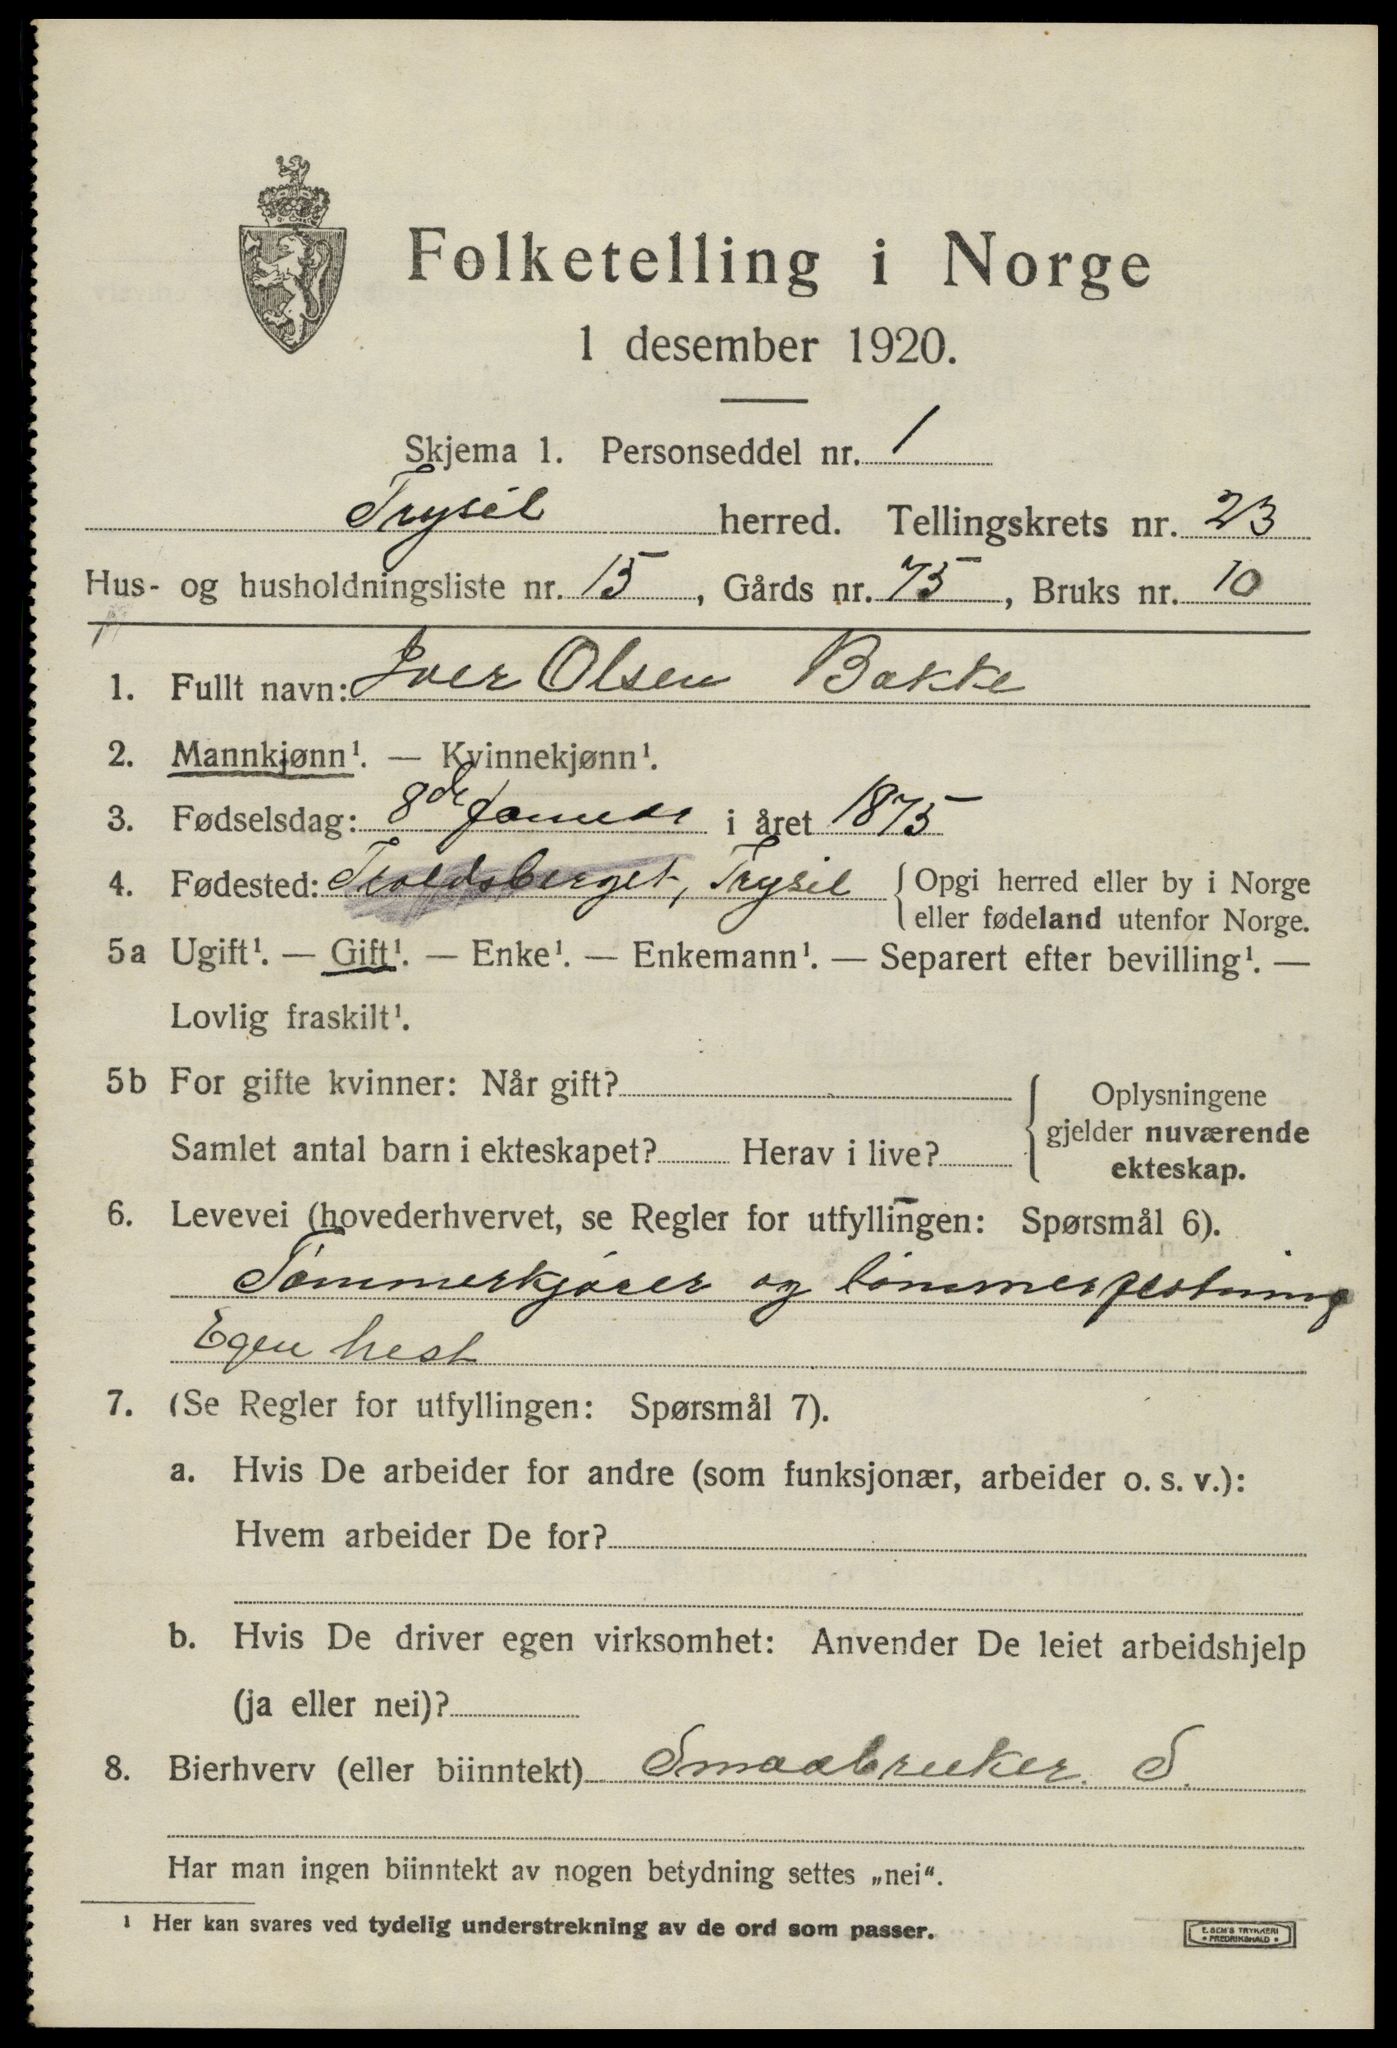 Folketelling i Norge
1 desember 1920.
Skjema 1. Personseddel nr. 1
Trysil herred. Tellingskrets nr. 23
Hus- og husholdningsliste nr. 15, Gårds nr. 75, Bruks nr. 10
1. Fullt navn: Iver Olsen Bakke
2. Mannkjønn¹. — Kvinnekjønn¹.
3. Fødselsdag: 8de Januar i året 1875
4. Fødested: Troldsberget, Trysil { Opgi herred eller by i Norge
eller fødeland utenfor Norge.
5a Ugift¹. — Gift¹. — Enke¹. — Enkemann¹. — Separert efter bevilling¹. —
Lovlig fraskilt¹.
5b For gifte kvinner: Når gift?
Samlet antal barn i ekteskapet? Herav i live?
Oplysningene
gjelder nuværende
ekteskap.
6. Levevei (hovederhvervet, se Regler for utfyllingen: Spørsmål 6).
Tømmerkjører og tømmerfløtning
Egen hest
7. (Se Regler for utfyllingen: Spørsmål 7).
a. Hvis De arbeider for andre (som funksjonær, arbeider o. s. v.):
Hvem arbeider De for?
b. Hvis De driver egen virksomhet: Anvender De leiet arbeidshjelp
(ja eller nei)?
8. Bierhverv (eller biinntekt) Smaabruker. S.
Har man ingen biinntekt av nogen betydning settes „nei“.
¹ Her kan svares ved tydelig understrekning av de ord som passer.
E. SEM'S TRYKKERI
FREDRIKSHALD